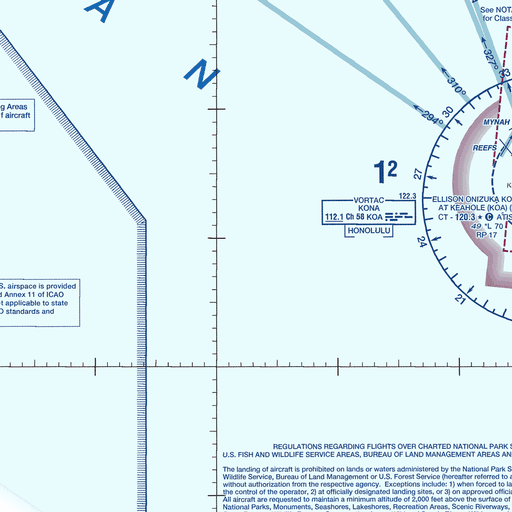 A
N
See NOT
for Class
327°
310°
294°
30
27
24
21
g Areas
f aircraft
MYNAH
REEFS
1²
122.3
VORTAC
KONA
112.1 Ch 58 KOA
HONOLULU
ELLISON ONIZUKA KO
AT KEAHOLE (KOA) (
CT - 120.3 ★ C ATIS
49 *L 70
RP 17
S. airspace is provided
d Annex 11 of ICAO
t applicable to state
O standards and
REGULATIONS REGARDING FLIGHTS OVER CHARTED NATIONAL PARK S
U.S. FISH AND WILDLIFE SERVICE AREAS, BUREAU OF LAND MANAGEMENT AREAS AN
The landing of aircraft is prohibited on lands or waters administered by the National Park S
Wildlife Service, Bureau of Land Management or U.S. Forest Service (hereafter referred to a
without authorization from the respective agency. Exceptions include: 1) when forced to la
the control of the operator, 2) at officially designated landing sites, or 3) on approved officia
All aircraft are requested to maintain a minimum altitude of 2,000 feet above the surface of
National Parks, Monuments, Seashores, Lakeshores, Recreation Areas, Scenic Riverways,